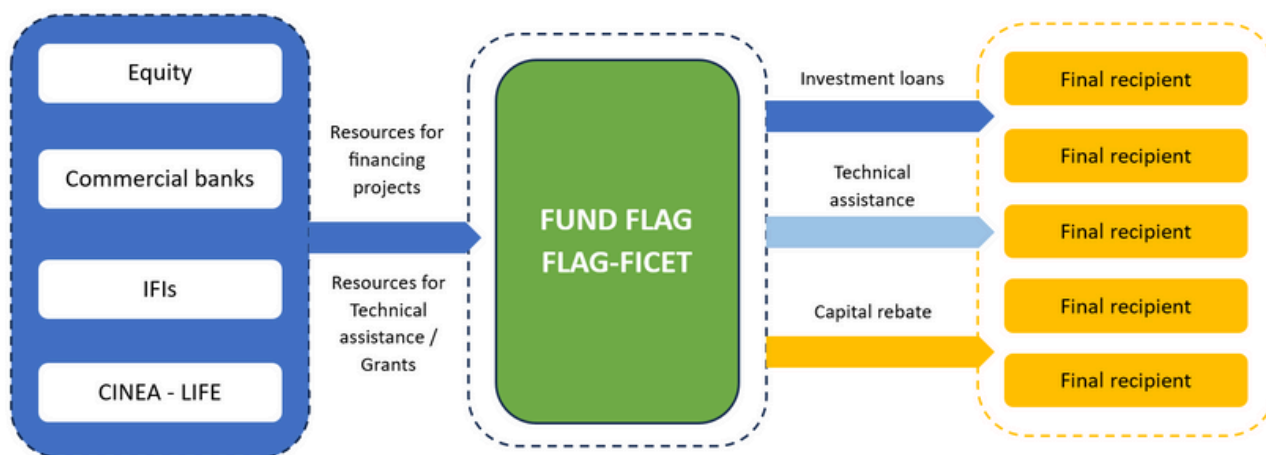 Equity
Commercial banks
IFIs
CINEA - LIFE
Resources for
financing
projects
Resources for
Technical
assistance /
Grants
FUND FLAG
FLAG-FICET
Investment loans
Technical
assistance
Capital rebate
Final recipient
Final recipient
Final recipient
Final recipient
Final recipient